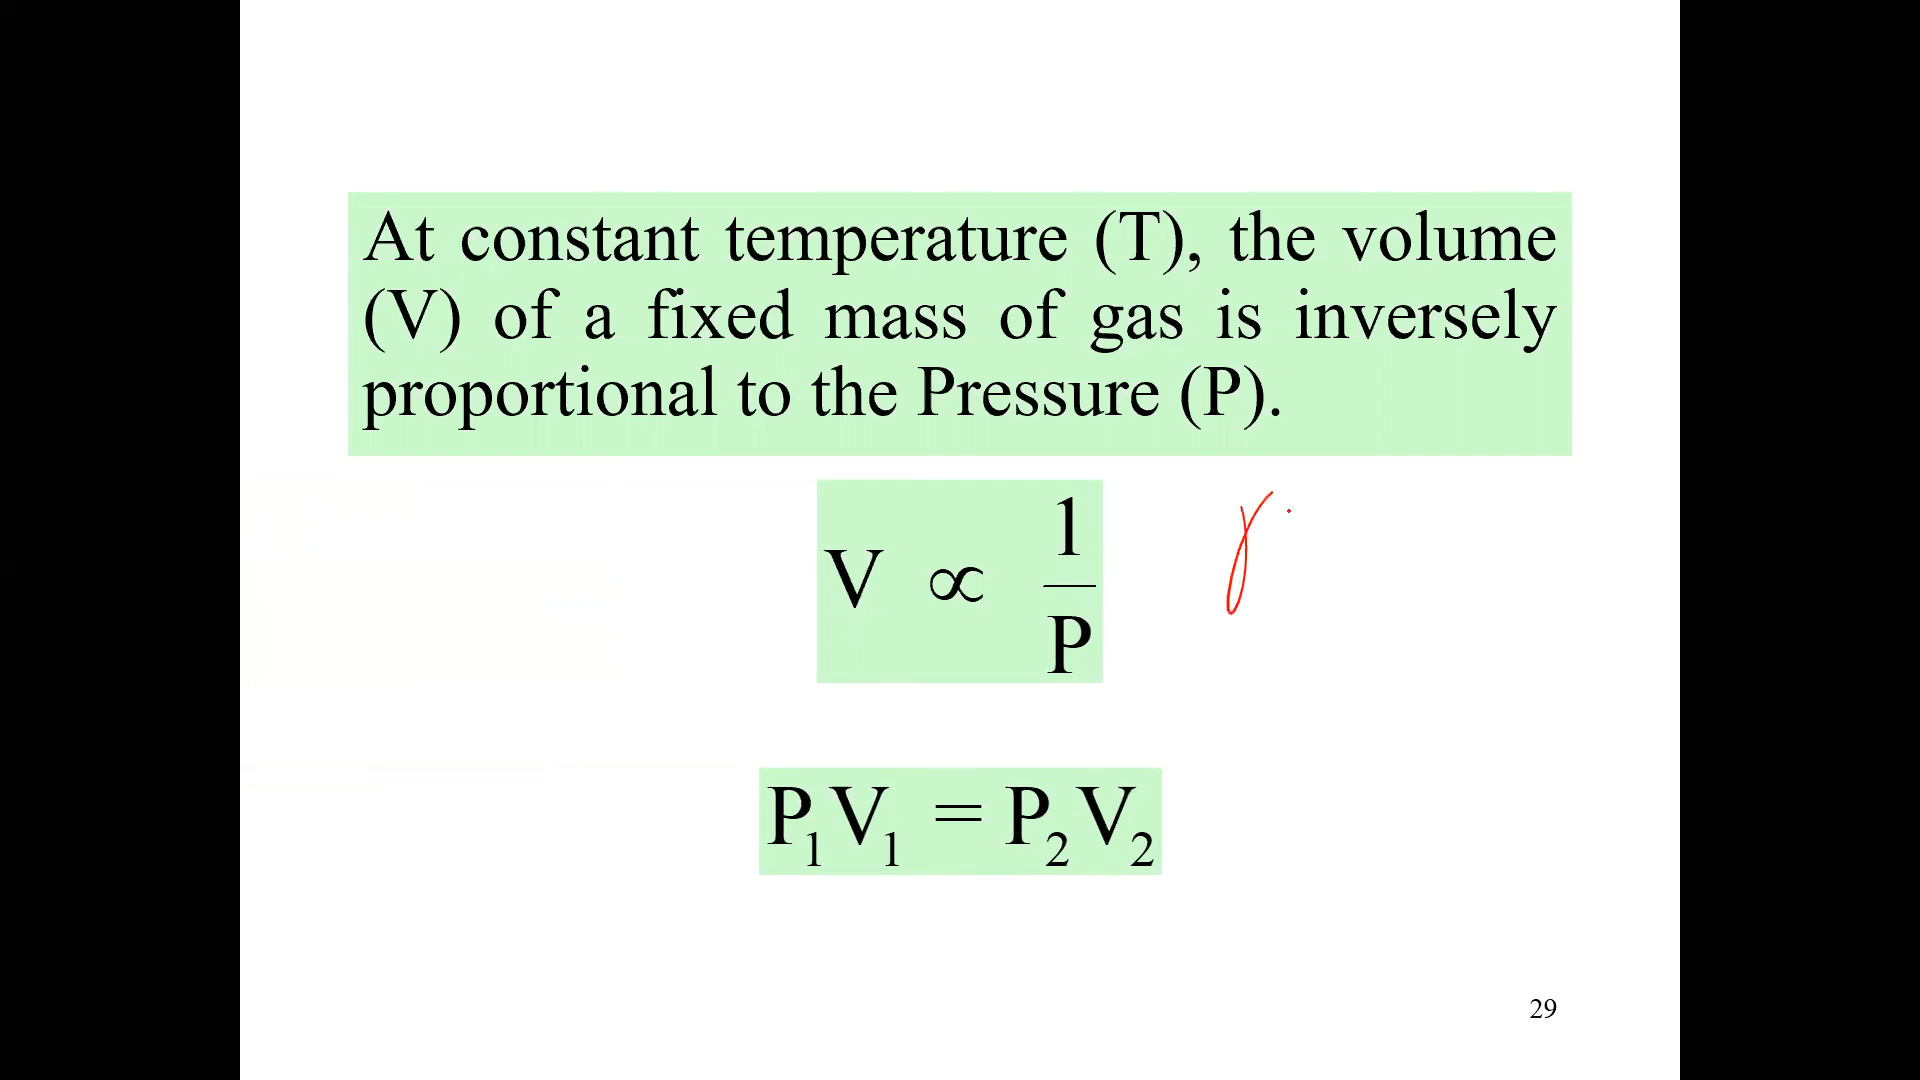 At constant temperature (T), the volume
(V) of a fixed mass of gas is inversely
proportional to the Pressure (P).
V ∝ 1/P
γ
P₁V₁ = P₂V₂
29